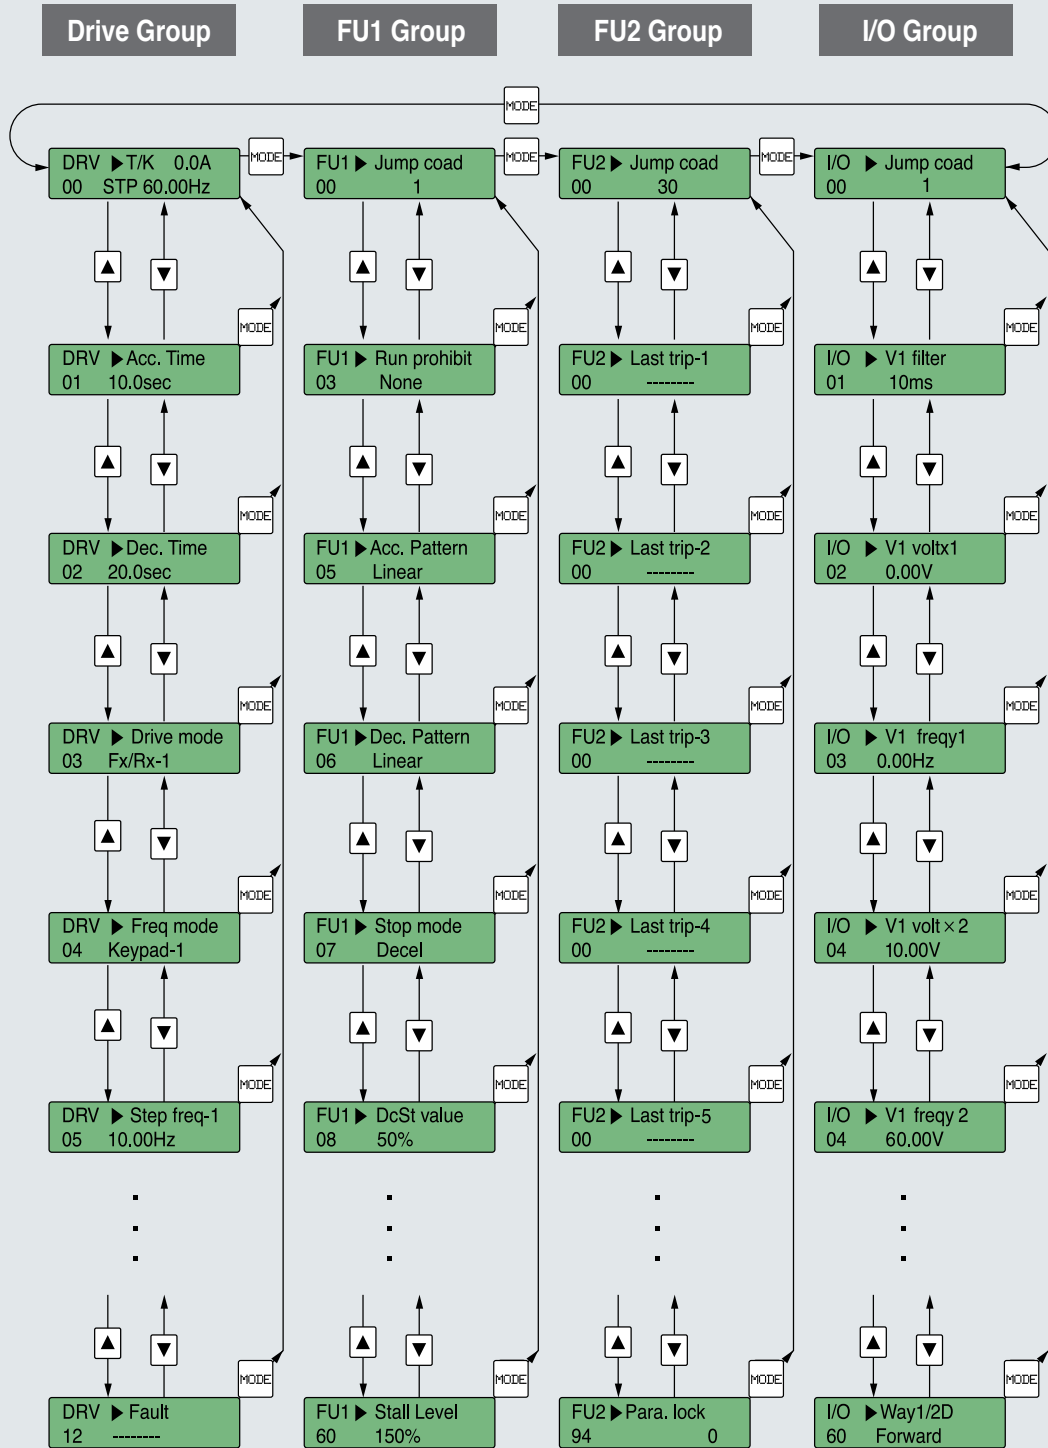 Drive Group FU1 Group FU2 Group I/O Group
MODE
DRV ▶T/K 0.0A MODE FU1▶ Jump coad MODE FU2▶ Jump coad MODE I/O ▶ Jump coad
00 STP 60.00Hz 00 1 00 30 00 1
▲ ▼ ▲ ▼ ▲ ▼ ▲ ▼
MODE MODE MODE MODE
DRV ▶Acc. Time FU1▶ Run prohibit FU2▶ Last trip-1 I/O ▶ V1 filter
01 10.0sec 03 None 00 -------- 01 10ms
▲ ▼ ▲ ▼ ▲ ▼ ▲ ▼
MODE MODE MODE MODE
DRV ▶Dec. Time FU1▶ Acc. Pattern FU2▶ Last trip-2 I/O ▶ V1 voltx1
02 20.0sec 05 Linear 00 -------- 02 0.00V
▲ ▼ ▲ ▼ ▲ ▼ ▲ ▼
MODE MODE MODE MODE
DRV ▶ Drive mode FU1▶ Dec. Pattern FU2▶ Last trip-3 I/O ▶ V1 freqy1
03 Fx/Rx-1 06 Linear 00 -------- 03 0.00Hz
▲ ▼ ▲ ▼ ▲ ▼ ▲ ▼
MODE MODE MODE MODE
DRV ▶ Freq mode FU1▶ Stop mode FU2▶ Last trip-4 I/O ▶ V1 volt×2
04 Keypad-1 07 Decel 00 -------- 04 10.00V
▲ ▼ ▲ ▼ ▲ ▼ ▲ ▼
MODE MODE MODE MODE
DRV ▶ Step freq-1 FU1▶ DcSt value FU2▶ Last trip-5 I/O ▶ V1 freqy 2
05 10.00Hz 08 50% 00 -------- 04 60.00V
▲ ▼ ▲ ▼ ▲ ▼ ▲ ▼
MODE MODE MODE MODE
DRV ▶ Fault FU1▶ Stall Level FU2▶ Para. lock I/O ▶Way1/2D
12 -------- 60 150% 94 0 60 Forward